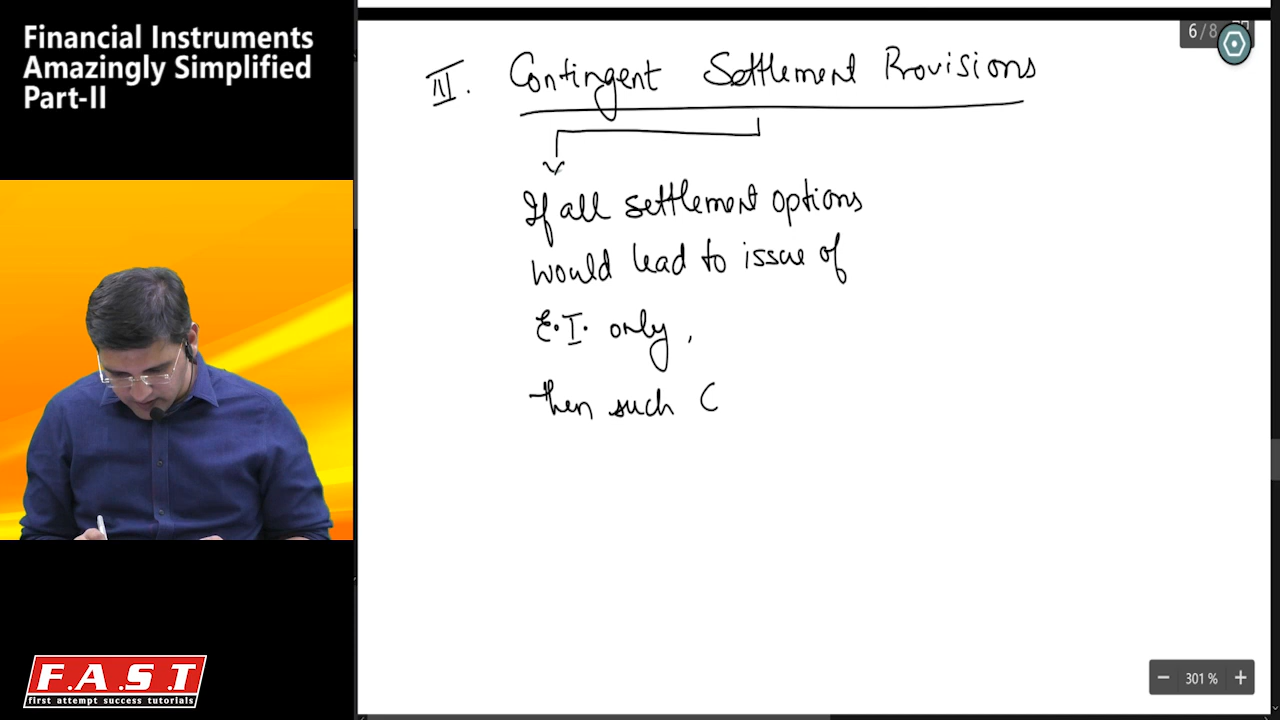 Financial Instruments
Amazingly Simplified
Part-II
6 / 8
III. Contingent Settlement Provisions
If all settlement options
would lead to issue of
E.I. only,
then such C
F.A.S.T
first attempt success tutorials
301 %